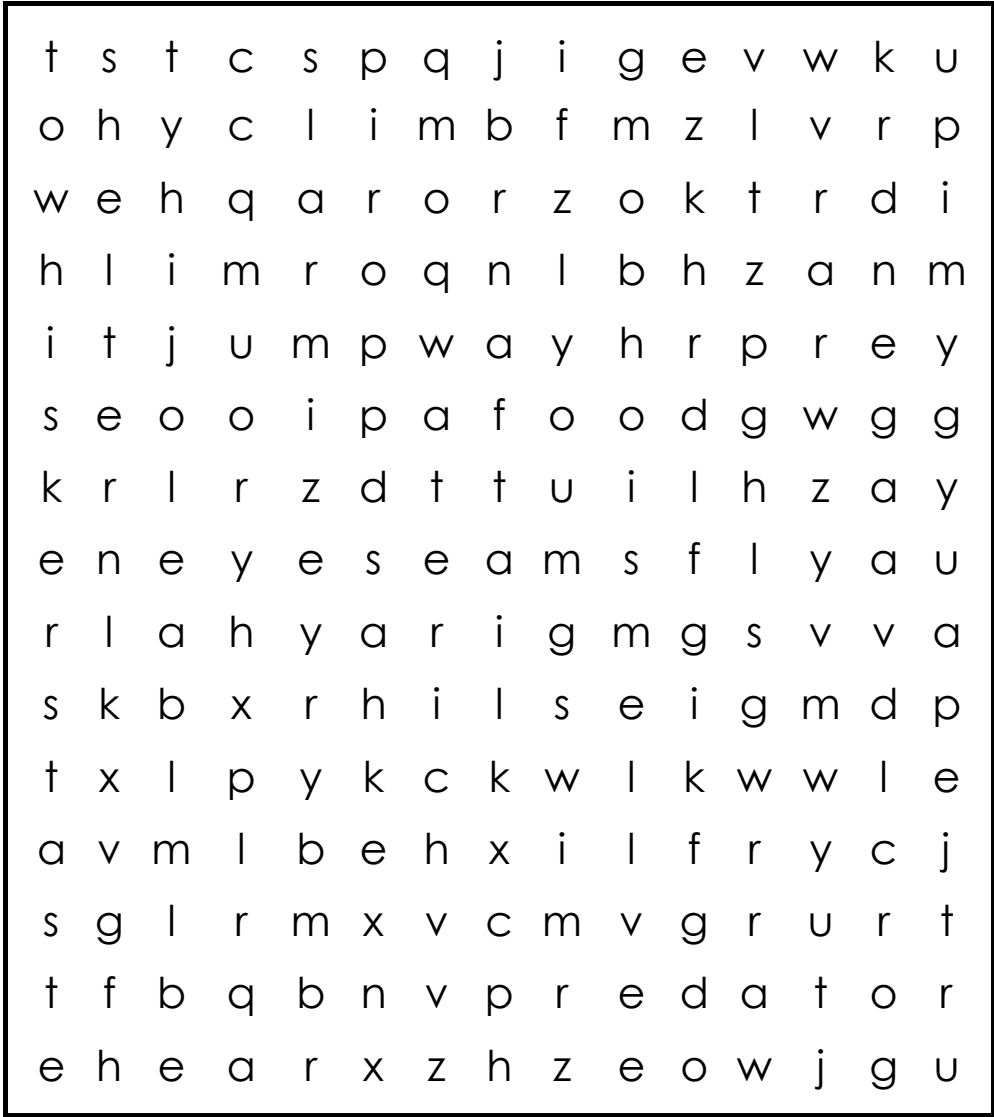 t s t c s p q j i g e v w k u
o h y c l i m b f m z l v r p
w e h q a r o r z o k t r d i
h l i m r o q n l b h z a n m
i t j u m p w a y h r p r e y
s e o o i p a f o o d g w g g
k r l r z d t t u i l h z a y
e n e y e s e a m s f l y a u
r l a h y a r i g m g s v v a
s k b x r h i l s e i g m d p
t x l p y k c k w l k w w l e
a v m l b e h x i l f r y c j
s g l r m x v c m v g r u r t
t f b q b n v p r e d a t o r
e h e a r x z h z e o w j g u